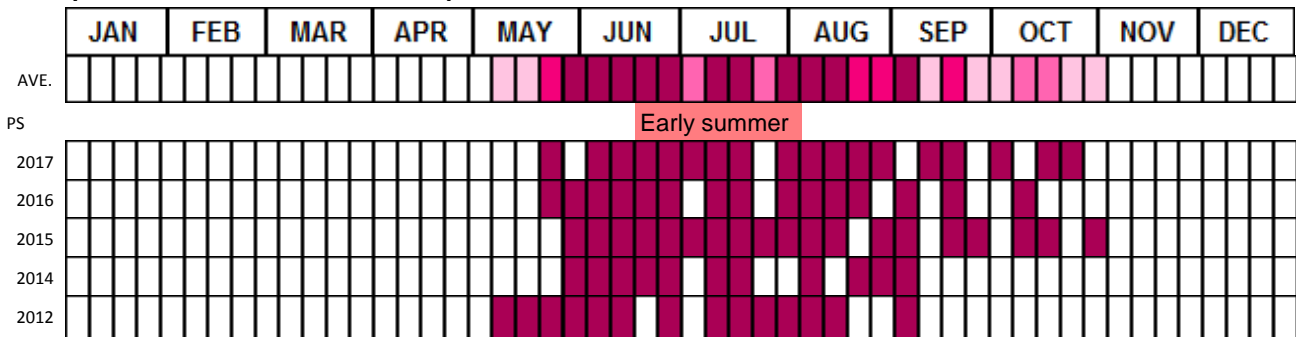 JAN FEB MAR APR MAY JUN JUL AUG SEP OCT NOV DEC
AVE.
PS
Early summer
2017
2016
2015
2014
2012